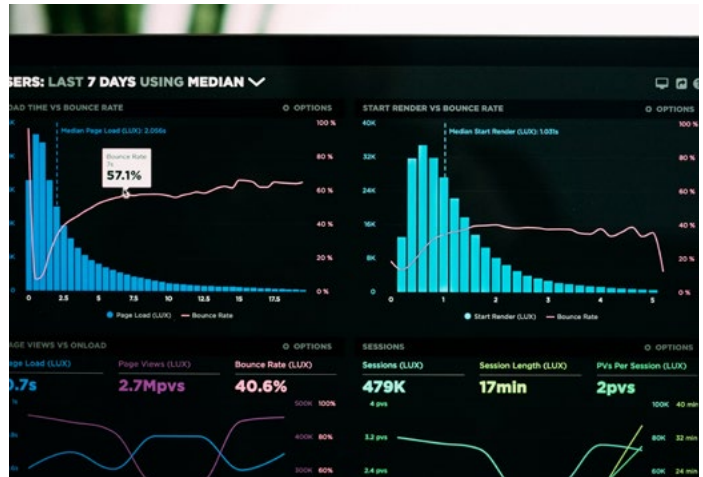 SERS: LAST 7 DAYS USING MEDIAN
OAD TIME VS BOUNCE RATE
OPTIONS
Median Page Load (LUX): 2.056s
Bounce Rate
7s
57.1%
100 %
80 %
60 %
40 %
20 %
0 %
0 2.5 5 7.5 10 12.5 15 17.5
Page Load (LUX) Bounce Rate
START RENDER VS BOUNCE RATE
OPTIONS
40K
32K
24K
16K
8K
0
Median Start Render (LUX): 1.031s
100 %
80 %
60 %
40 %
20 %
0 %
0 1 2 3 4 5
Start Render (LUX) Bounce Rate
AGE VIEWS VS ONLOAD
OPTIONS
age Load (LUX)
0.7s
Page Views (LUX)
2.7Mpvs
Bounce Rate (LUX)
40.6%
500K 100%
400K 80%
300K 60%
SESSIONS
OPTIONS
Sessions (LUX)
479K
Session Length (LUX)
17min
PVs Per Session (LUX)
2pvs
4 pvs
3.2 pvs
2.4 pvs
100K 40 min
80K 32 min
60K 24 min